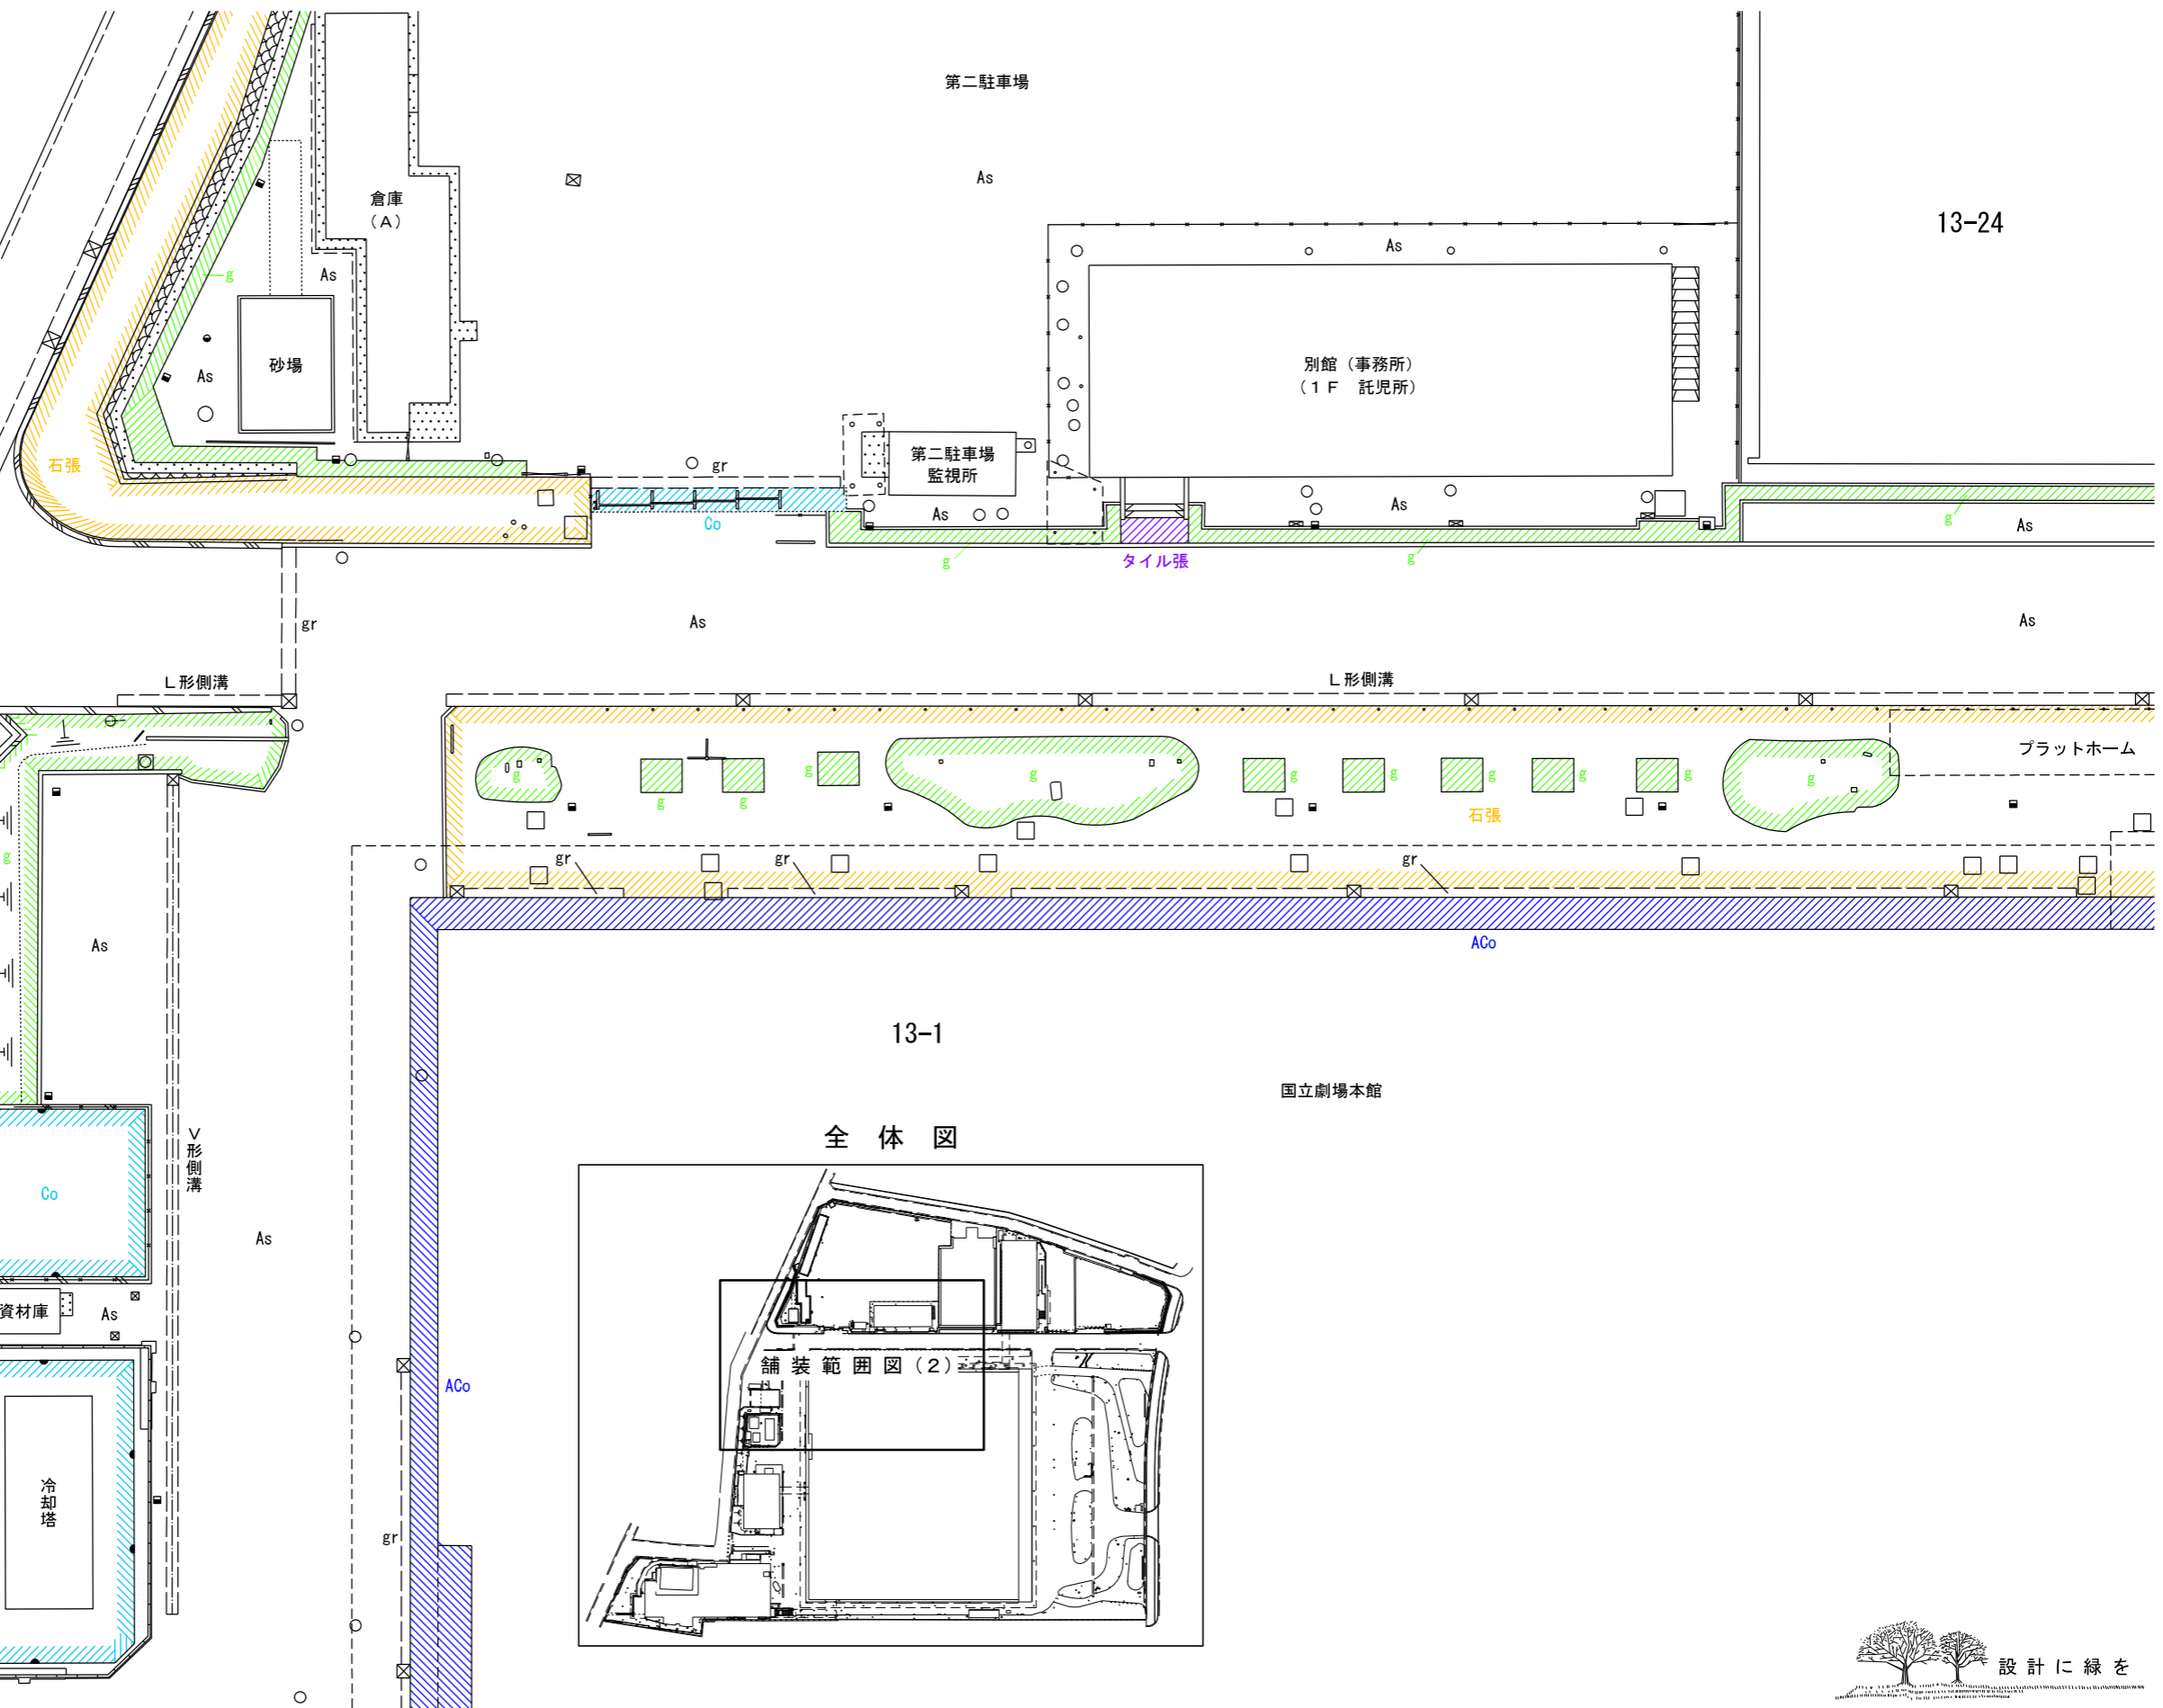 第二駐車場
As
倉庫
(A)
13-24
As
g
As
砂場
As
別館（事務所）
（１F　託児所）
石張
gr
第二駐車場
監視所
As
As
Co
g
タイル張
g
g
As
gr
As
As
L形側溝
L形側溝
プラットホーム
g
g
g
g
g
g
g
g
g
g
g
石張
g
gr
gr
gr
As
ACo
13-1
国立劇場本館
V形側溝
全体図
Co
As
資材庫
As
舗装範囲図(2)
ACo
冷却塔
gr
設計に緑を